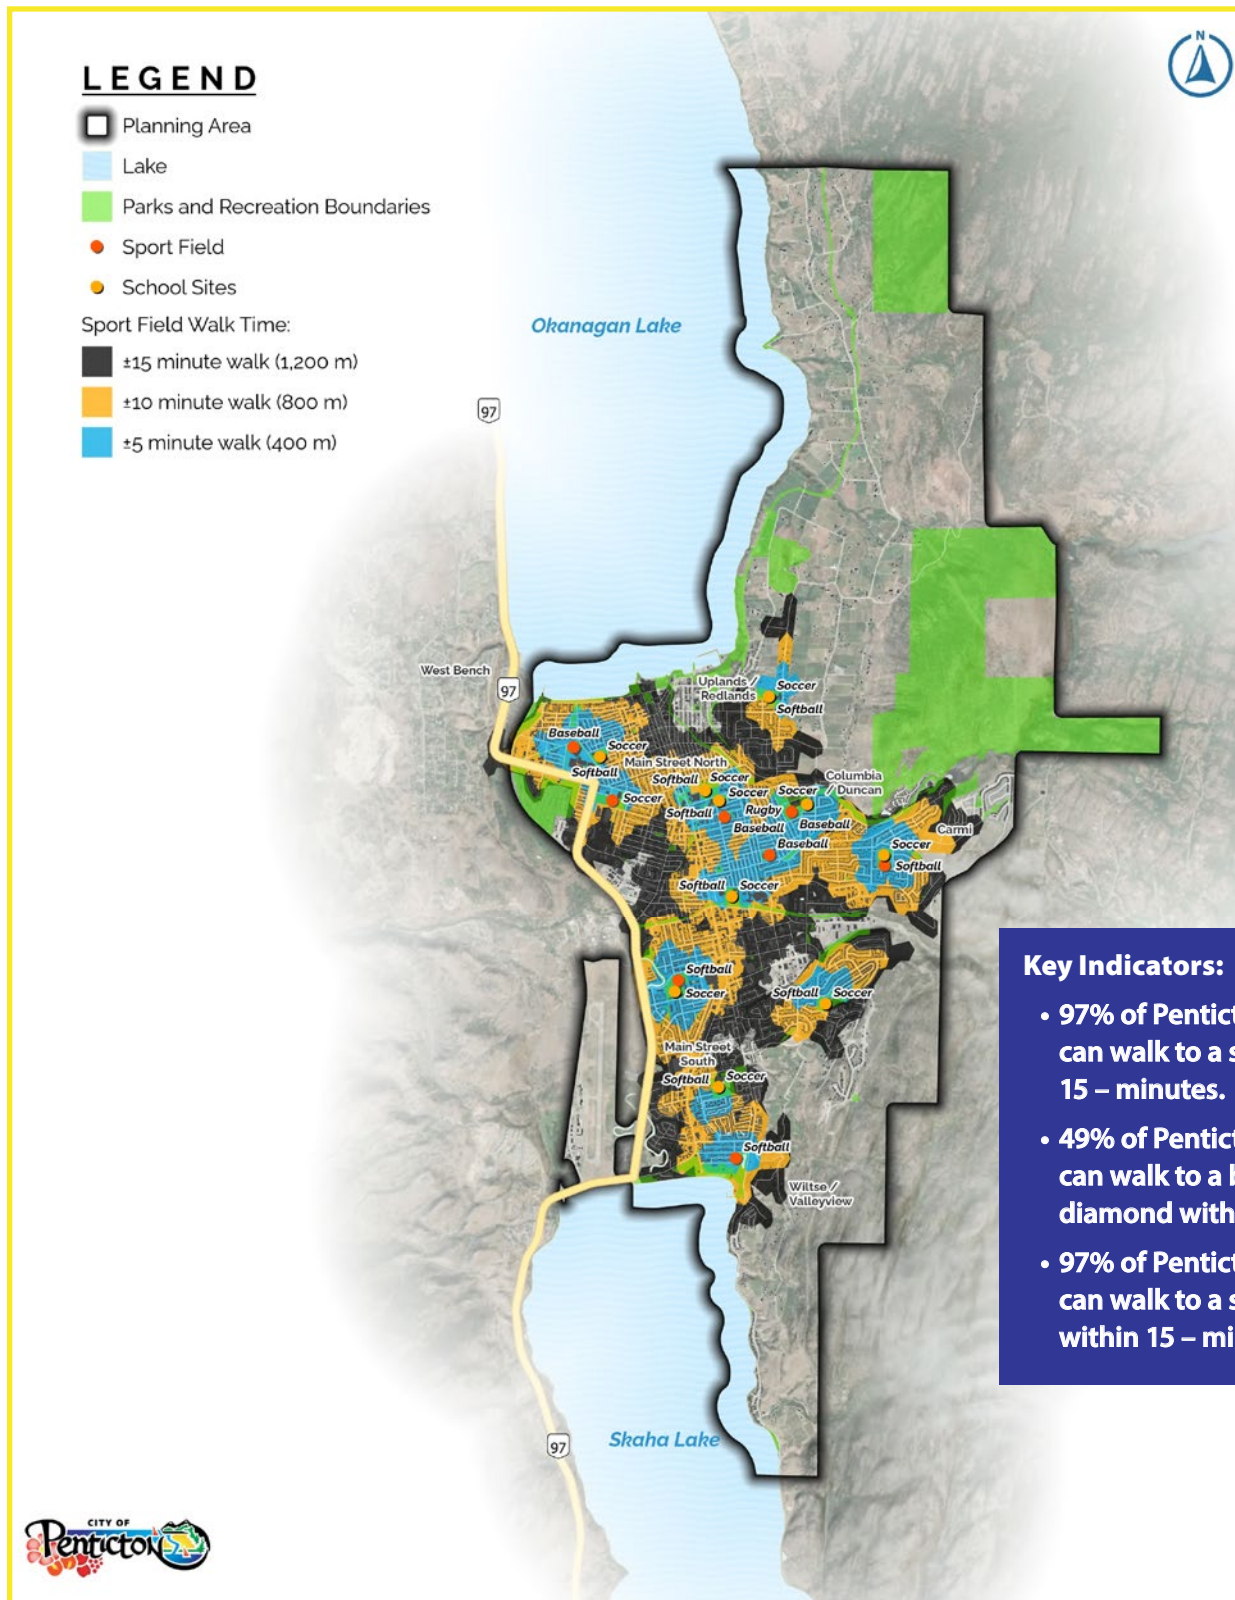 N
LEGEND
Planning Area
Lake
Parks and Recreation Boundaries
Sport Field
School Sites
Sport Field Walk Time:
±15 minute walk (1,200 m)
±10 minute walk (800 m)
±5 minute walk (400 m)
Okanagan Lake
97
West Bench
97
Uplands /
Redlands
Soccer
Softball
Baseball
Soccer
Main Street North
Softball
Softball
Soccer
Soccer
Soccer
Columbia
/ Duncan
Soccer
Softball
Rugby
Baseball
Baseball
Carmi
Baseball
Soccer
Softball
Softball
Soccer
Softball
Soccer
Softball
Soccer
Main Street
South
Softball
Soccer
Softball
Wiltse /
Valleyview
Key Indicators:
• 97% of Pentict
can walk to a s
15 – minutes.
• 49% of Pentict
can walk to a b
diamond with
• 97% of Pentict
can walk to a s
within 15 – mi
Skaha Lake
97
CITY OF
Penticton